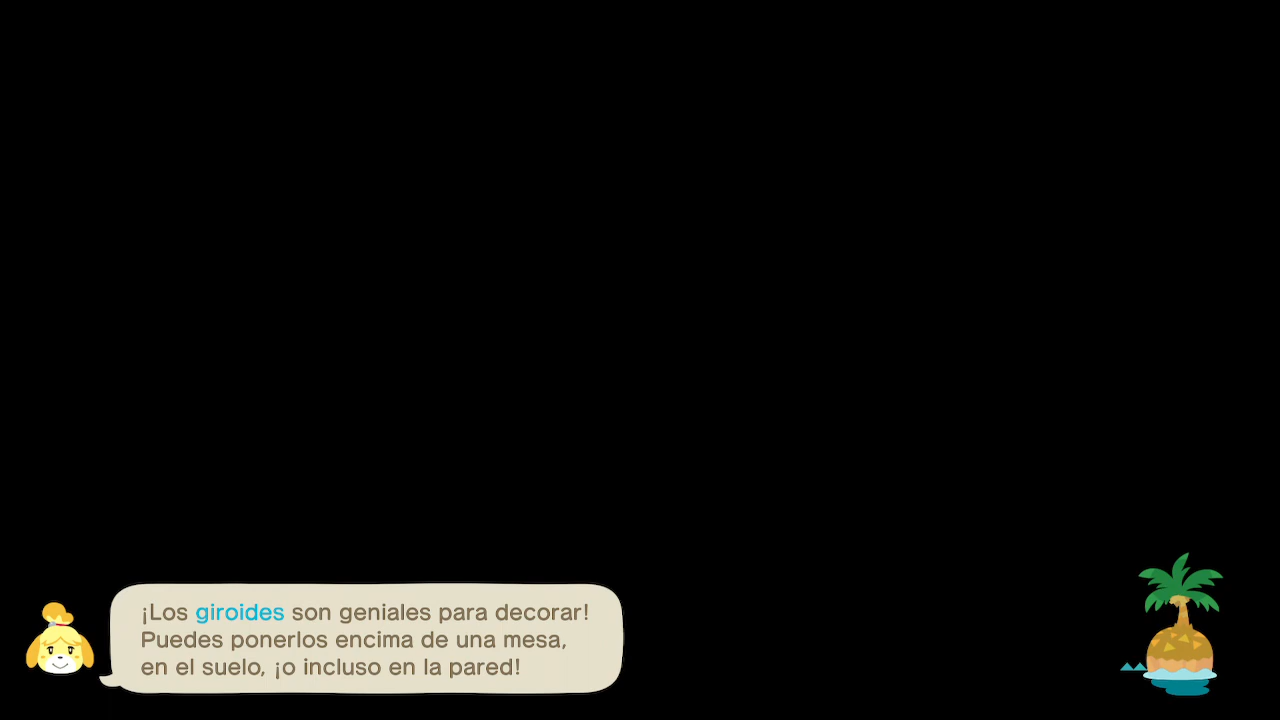 ¡Los giroides son geniales para decorar!
Puedes ponerlos encima de una mesa,
en el suelo, ¡o incluso en la pared!